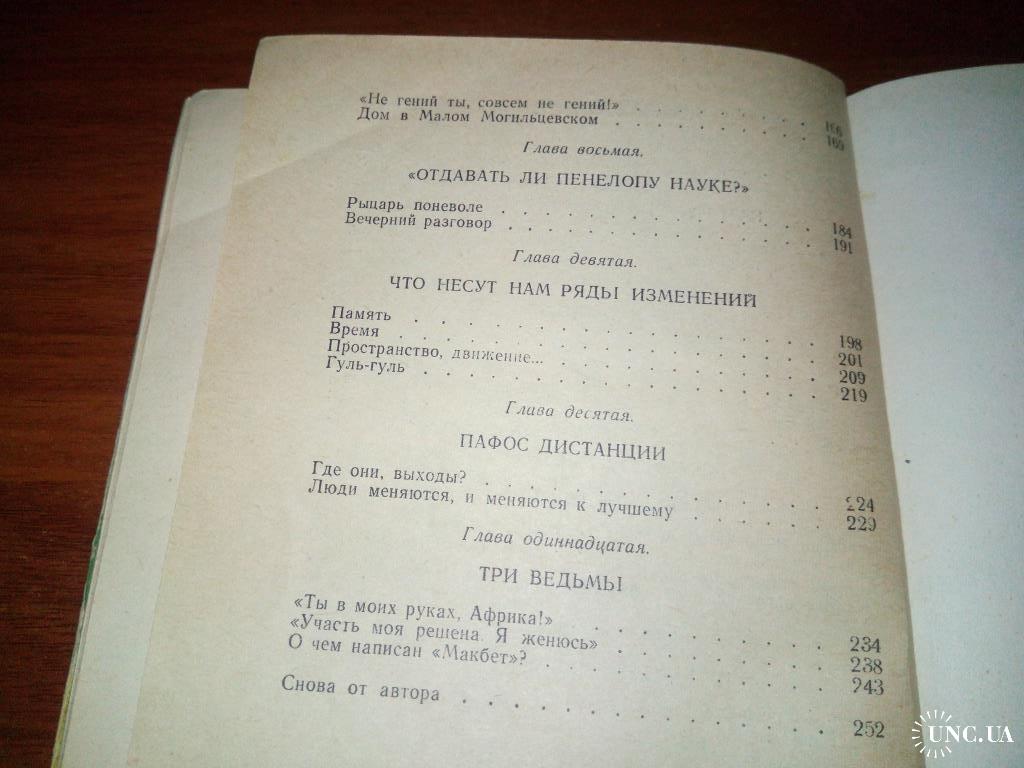 «Не гений ты, совсем не гений!» . . . . . . . . . 166
Дом в Малом Могильцевском . . . . . . . . . 169
Глава восьмая.
«ОТДАВАТЬ ЛИ ПЕНЕЛОПУ НАУКЕ?»
Рыцарь поневоле . . . . . . . . . . . . . . 184
Вечерний разговор . . . . . . . . . . . . . . 191
Глава девятая.
ЧТО НЕСУТ НАМ РЯДЫ ИЗМЕНЕНИЙ
Память . . . . . . . . . . . . . . . . . 198
Время . . . . . . . . . . . . . . . . . 201
Пространство, движение... . . . . . . . . . . 209
Гуль-гуль . . . . . . . . . . . . . . . . 219
Глава десятая.
ПАФОС ДИСТАНЦИИ
Где они, выходы? . . . . . . . . . . . . . 224
Люди меняются, и меняются к лучшему . . . . . . 229
Глава одиннадцатая.
ТРИ ВЕДЬМЫ
«Ты в моих руках, Африка!» . . . . . . . . . 234
«Участь моя решена. Я женюсь» . . . . . . . . 238
О чем написан «Макбет»? . . . . . . . . . . 243
Снова от автора . . . . . . . . . . . . . 252
UNC.UA